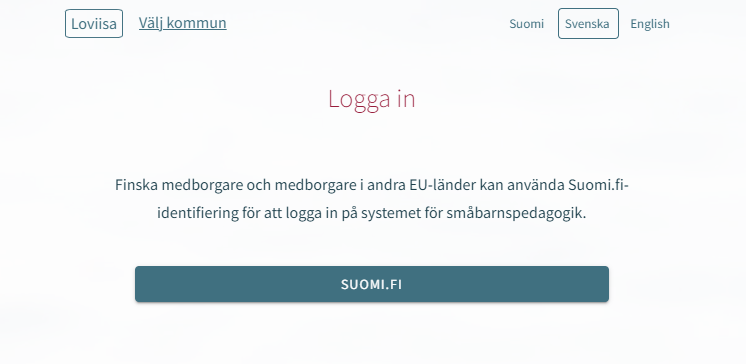 Loviisa Välj kommun Suomi Svenska English
Logga in
Finska medborgare och medborgare i andra EU-länder kan använda Suomi.fi-
identifiering för att logga in på systemet för småbarnspedagogik.
SUOMI.FI